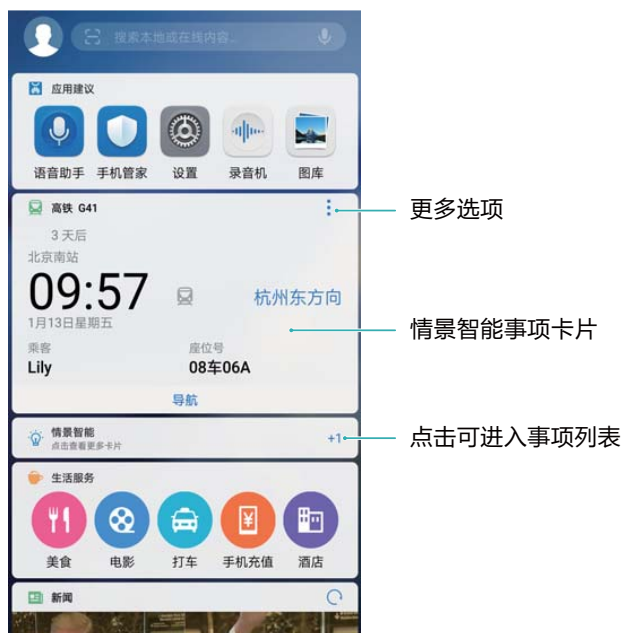 搜索本地或在线内容...
应用建议
语音助手 手机管家 设置 录音机 图库
高铁 G41
更多选项
3 天后
北京南站
09:57
杭州东方向
1月13日星期五
情景智能事项卡片
乘客 座位号
Lily 08车06A
导航
情景智能
点击查看更多卡片
+1
点击可进入事项列表
生活服务
美食 电影 打车 手机充值 酒店
新闻